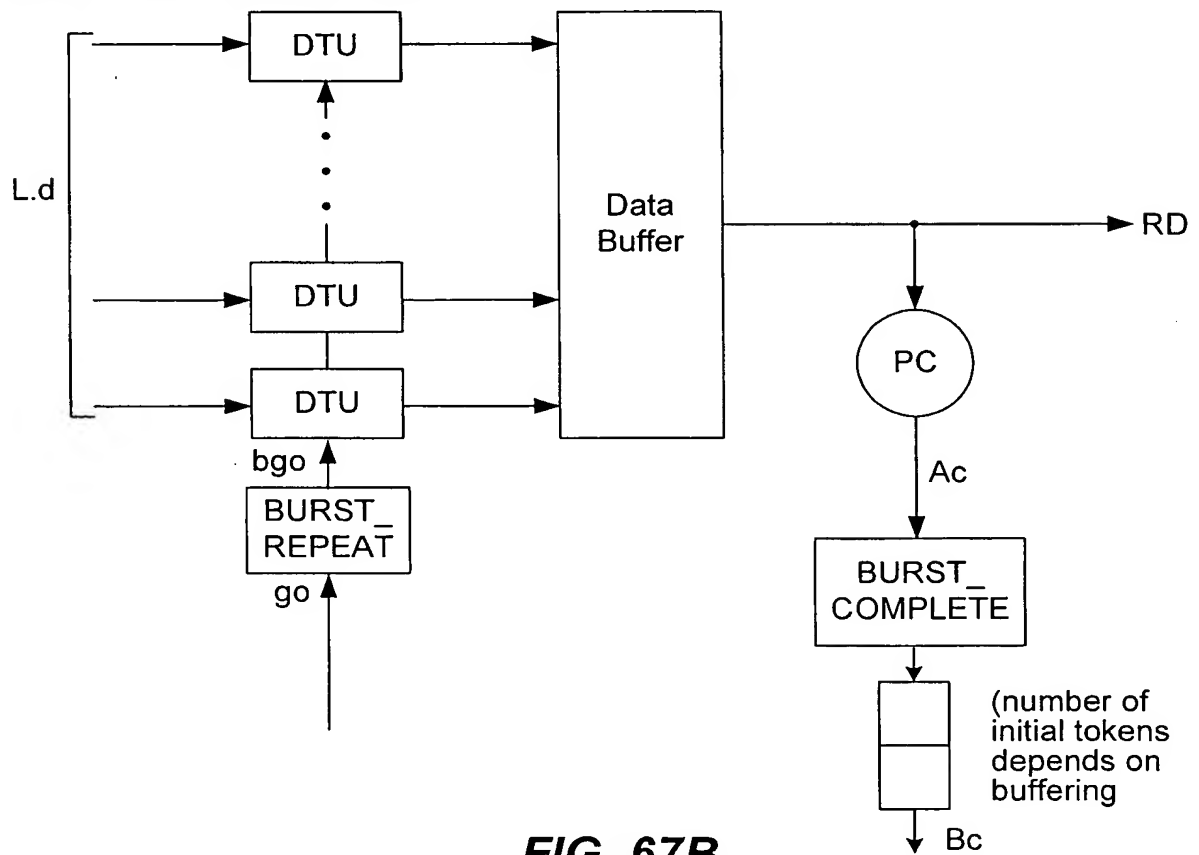 DTU
L.d
Data
Buffer
RD
DTU
PC
DTU
bgo
Ac
BURST_
REPEAT
go
BURST_
COMPLETE
(number of
initial tokens
depends on
buffering
Bc
FIG. 67B